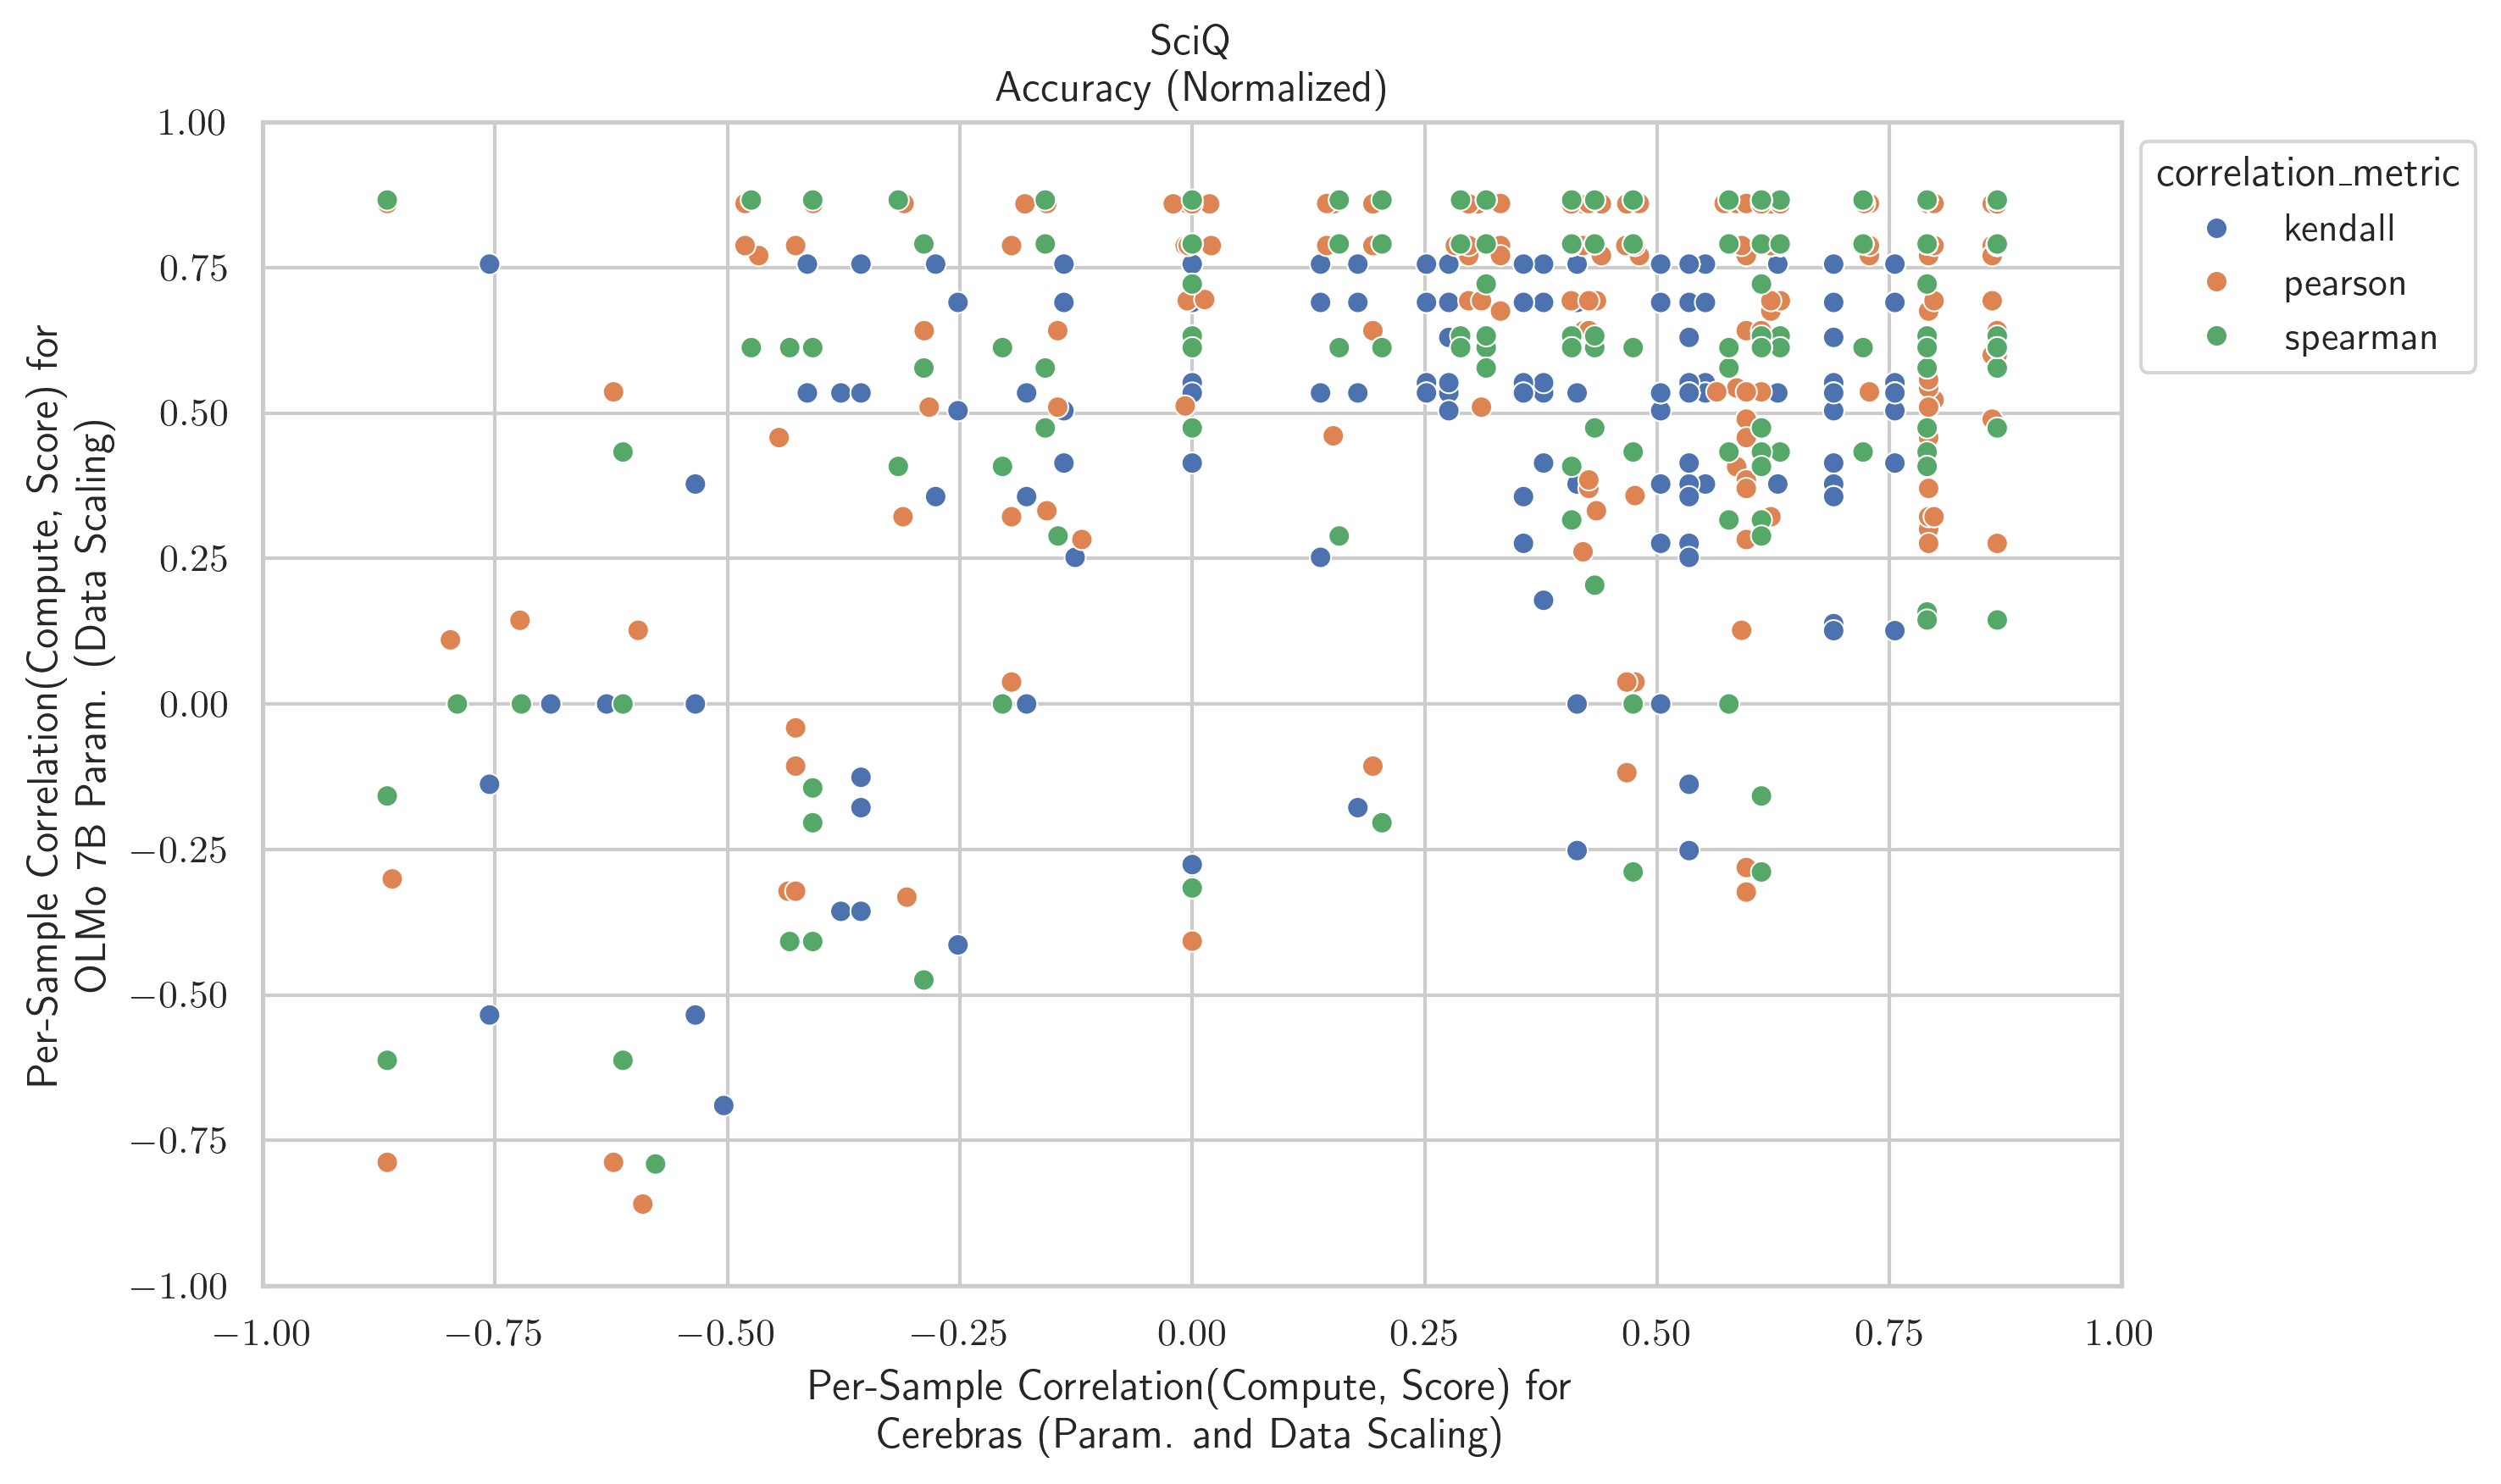 SciQ
Accuracy (Normalized)
1.00
0.75
0.50
0.25
0.00
−0.25
−0.50
−0.75
−1.00
Per-Sample Correlation(Compute, Score) for
OLMo 7B Param. (Data Scaling)
−1.00 −0.75 −0.50 −0.25 0.00 0.25 0.50 0.75 1.00
Per-Sample Correlation(Compute, Score) for
Cerebras (Param. and Data Scaling)
correlation_metric
kendall
pearson
spearman